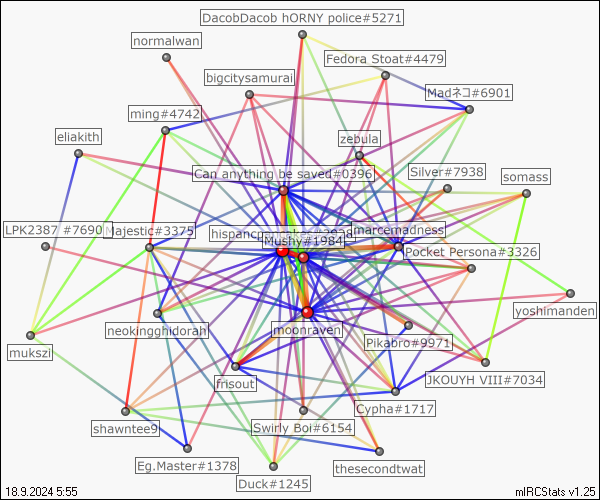 DacobDacob hORNY police#5271
normalwan
Fedora Stoat#4479
bigcitysamurai
Madネコ#6901
ming#4742
eliakith
zebula
Can anything be saved#0396
Silver#7938
somass
LPK2387 #7690
Majestic#3375
marcemadness
Mushy#1984
Pocket Persona#3326
yoshimanden
neokingghidorah
moonraven
Pikabro#9971
mukszi
frisout
JKOUYH VIII#7034
Cypha#1717
shawntee9
Swirly Boi#6154
Eg.Master#1378
thesecondtwat
Duck#1245
18.9.2024 5:55
mIRCStats v1.25